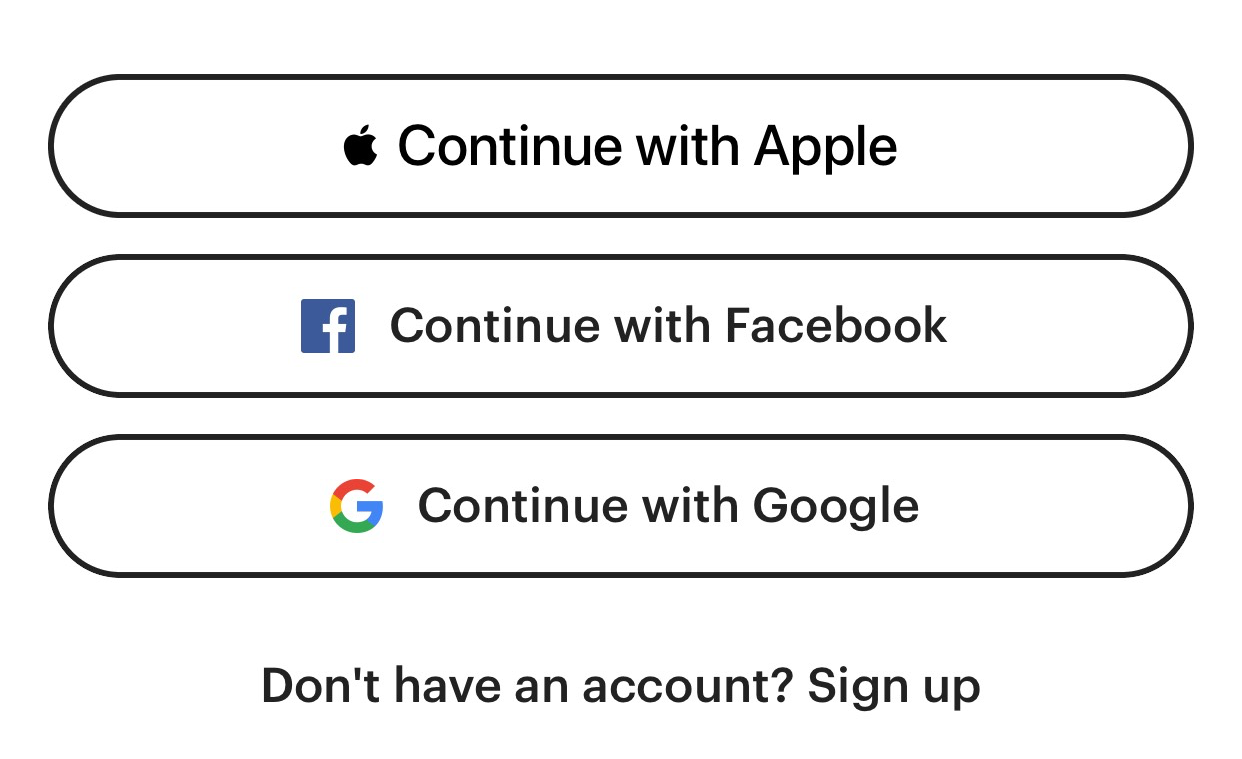 Continue with Apple
Continue with Facebook
Continue with Google
Don't have an account? Sign up